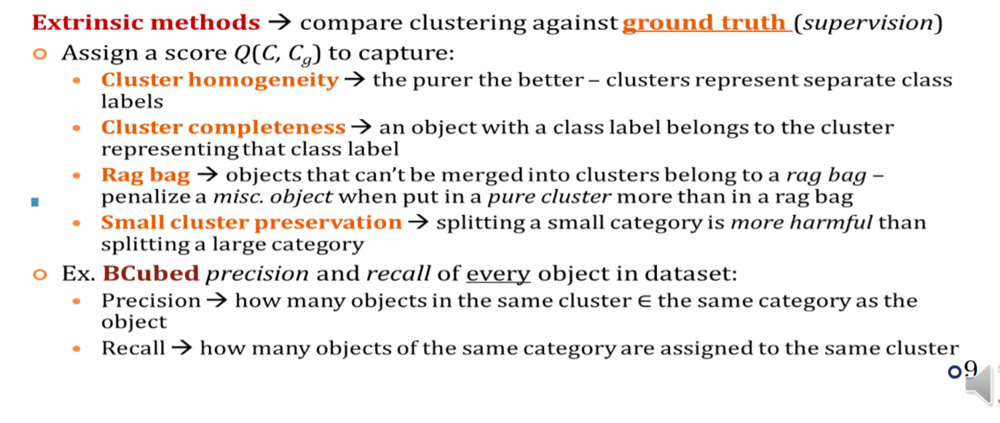 Extrinsic methods → compare clustering against ground truth (supervision)
o Assign a score Q(C, Cg) to capture:
• Cluster homogeneity → the purer the better – clusters represent separate class
labels
• Cluster completeness → an object with a class label belongs to the cluster
representing that class label
• Rag bag → objects that can't be merged into clusters belong to a rag bag –
penalize a misc. object when put in a pure cluster more than in a rag bag
• Small cluster preservation → splitting a small category is more harmful than
splitting a large category
o Ex. BCubed precision and recall of every object in dataset:
• Precision → how many objects in the same cluster ∈ the same category as the
object
• Recall → how many objects of the same category are assigned to the same cluster
9